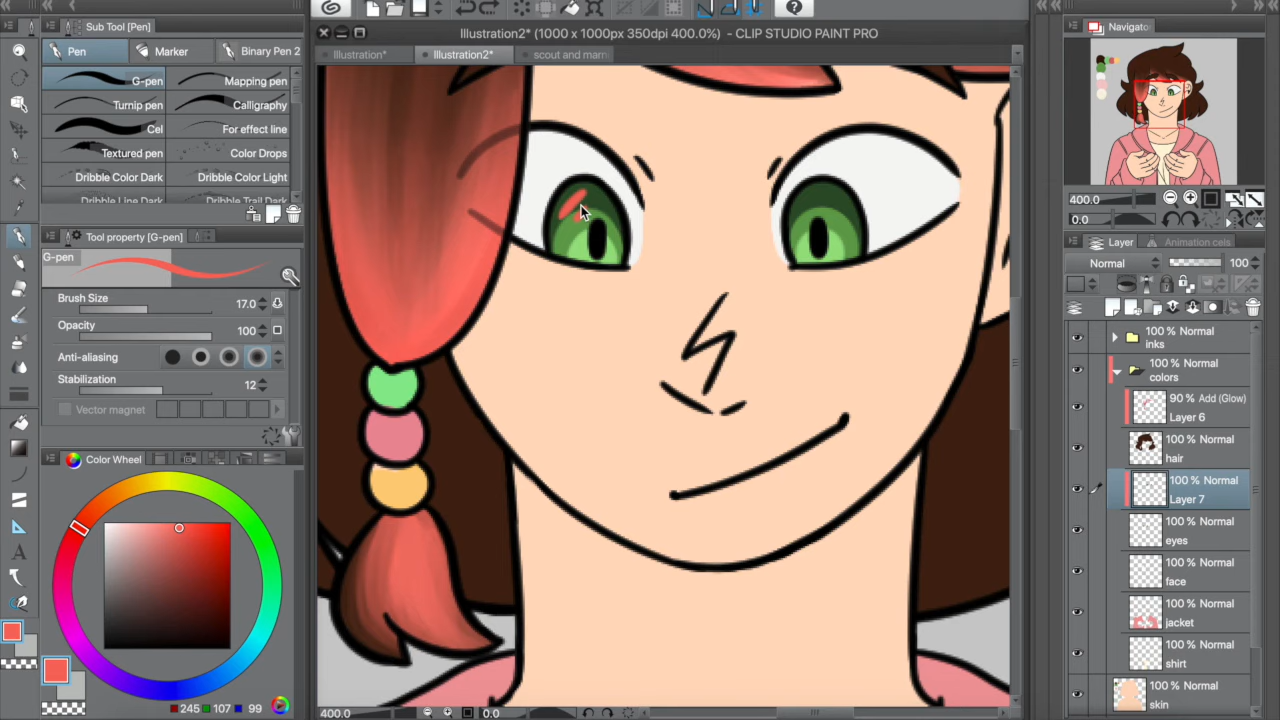 Illustration2* (1000 x 1000px 350dpi 400.0%) - CLIP STUDIO PAINT PRO
Sub Tool [Pen]
Pen
Marker
Binary Pen 2
G-pen
Mapping pen
Turnip pen
Calligraphy
Cel
For effect line
Textured pen
Color Drops
Dribble Color Dark
Dribble Color Light
Dribble Trail Dark
Dribble Trail Light
Tool property [G-pen]
G-pen
Brush Size
17.0
Opacity
100
Anti-aliasing
Stabilization
12
Vector magnet
Color Wheel
245
107
99
Illustration*
Illustration2*
scout and marn
400.0
0.0
Navigator
400.0
0.0
Layer
Animation cels
Normal
100
100 % Normal
inks
100 % Normal
colors
90 % Add (Glow)
Layer 6
100 % Normal
hair
100 % Normal
Layer 7
100 % Normal
eyes
100 % Normal
face
100 % Normal
jacket
100 % Normal
shirt
100 % Normal
skin